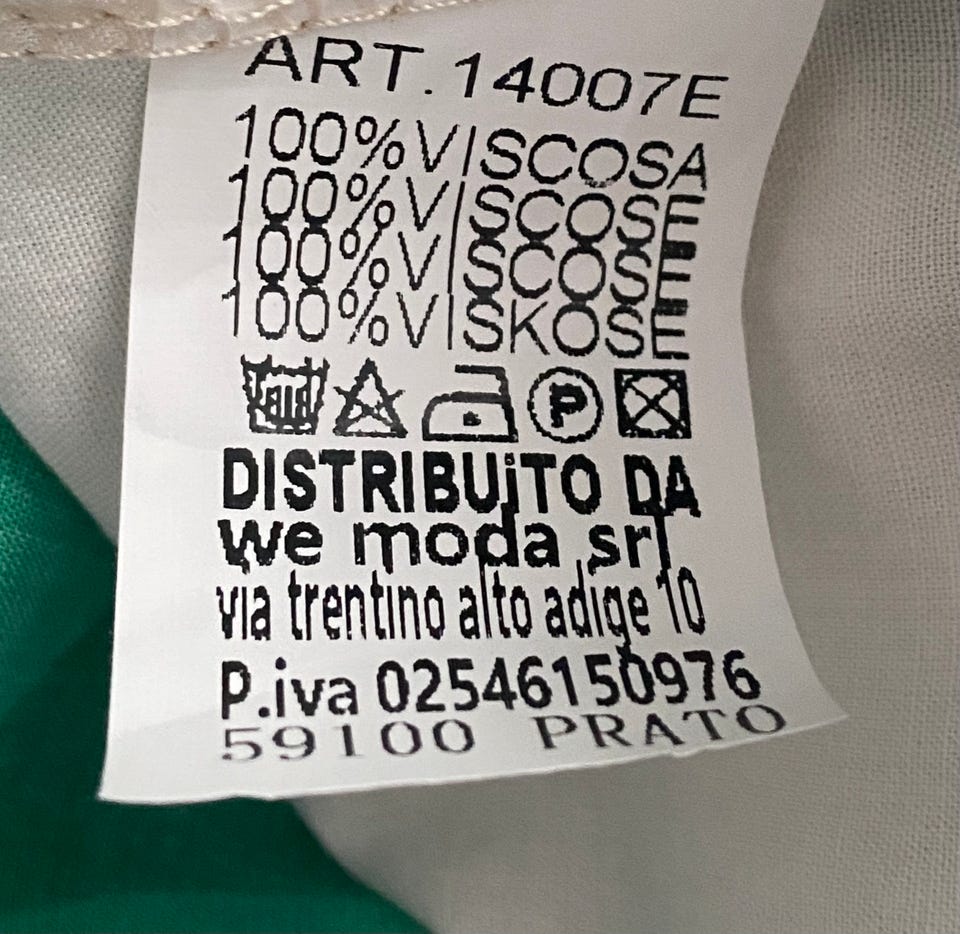 ART.14007E
100%VISCOSA
100%VISCOSE
100%VISCOSE
100%VISKOSE
P
DISTRIBUiTO DA
we moda srl
via trentino alto adige 10
P.iva 02546150976
59100 PRATO